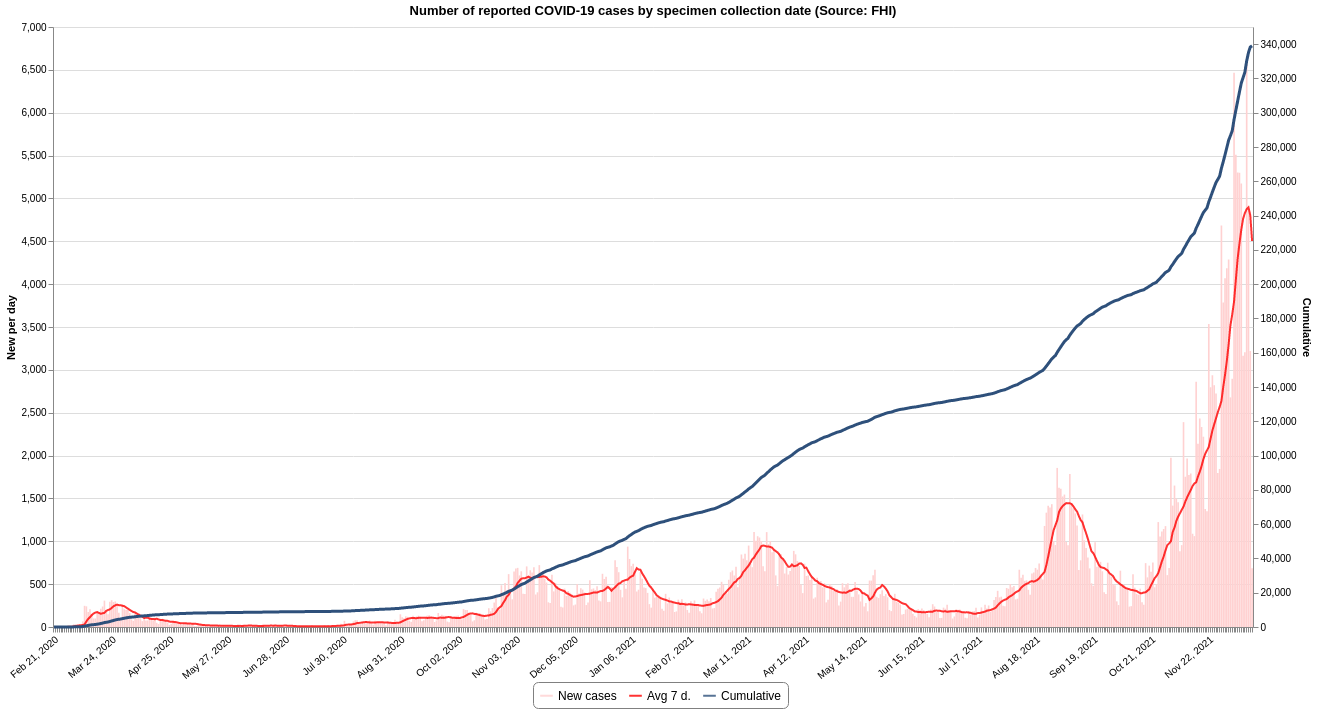 Number of reported COVID-19 cases by specimen collection date (Source: FHI)
7,000
6,500
6,000
5,500
5,000
4,500
4,000
3,500
3,000
2,500
2,000
1,500
1,000
500
0
New per day
340,000
320,000
300,000
280,000
260,000
240,000
220,000
200,000
180,000
160,000
140,000
120,000
100,000
80,000
60,000
40,000
20,000
0
Cumulative
Feb 21, 2020
Mar 24, 2020
Apr 25, 2020
May 27, 2020
Jun 28, 2020
Jul 30, 2020
Aug 31, 2020
Oct 02, 2020
Nov 03, 2020
Dec 05, 2020
Jan 06, 2021
Feb 07, 2021
Mar 11, 2021
Apr 12, 2021
May 14, 2021
Jun 15, 2021
Jul 17, 2021
Aug 18, 2021
Sep 19, 2021
Oct 21, 2021
Nov 22, 2021
New cases
Avg 7 d.
Cumulative